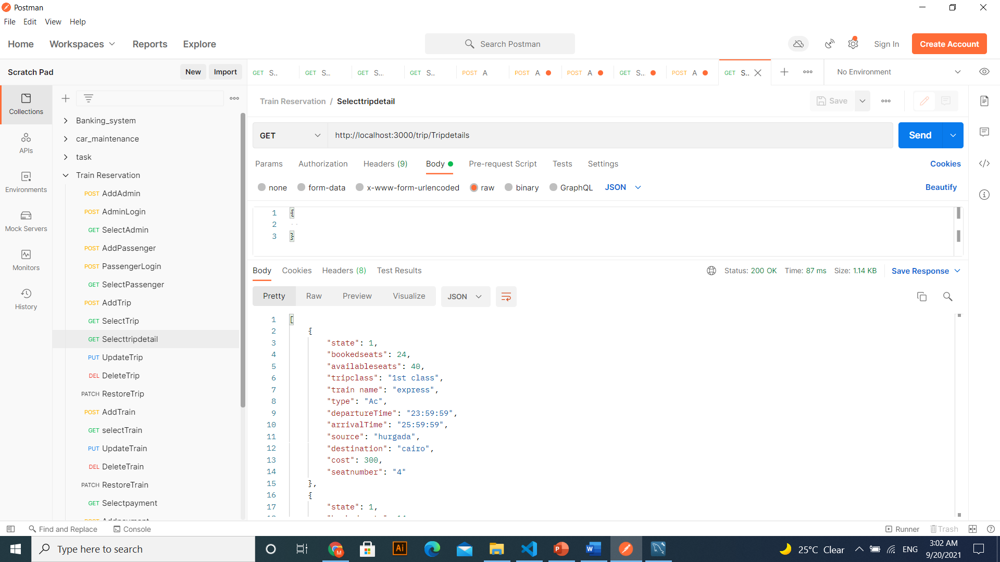 Postman
File Edit View Help
Home Workspaces Reports Explore
Search Postman
Sign In Create Account
Scratch Pad New Import
GET S.. GET S.. GET S... GET S.. POST A POST A POST A GET S... POST A GET S..
No Environment
Collections
APIs
Environments
Mock Servers
Monitors
History
Banking_system
car_maintenance
task
Train Reservation
POST AddAdmin
POST AdminLogin
GET SelectAdmin
POST AddPassenger
POST PassengerLogin
GET SelectPassenger
POST AddTrip
GET SelectTrip
GET Selecttripdetail
PUT UpdateTrip
DEL DeleteTrip
PATCH RestoreTrip
POST AddTrain
GET selectTrain
PUT UpdateTrain
DEL DeleteTrain
PATCH RestoreTrain
GET Selectpayment
Train Reservation / Selecttripdetail
Save
GET http://localhost:3000/trip/Tripdetails Send
Params Authorization Headers (9) Body Pre-request Script Tests Settings Cookies
none form-data x-www-form-urlencoded raw binary GraphQL JSON Beautify
1 {
2
3 }
Body Cookies Headers (8) Test Results Status: 200 OK Time: 87 ms Size: 1.14 KB Save Response
Pretty Raw Preview Visualize JSON
1 [
2 {
3 "state": 1,
4 "bookedseats": 24,
5 "availableseats": 40,
6 "tripclass": "1st class",
7 "train name": "express",
8 "type": "Ac",
9 "departureTime": "23:59:59",
10 "arrivalTime": "25:59:59",
11 "source": "hurgada",
12 "destination": "cairo",
13 "cost": 300,
14 "seatnumber": "4"
15 },
16 {
17 "state": 1,
Find and Replace Console Runner Trash
Type here to search
25°C Clear ENG
3:02 AM
9/20/2021